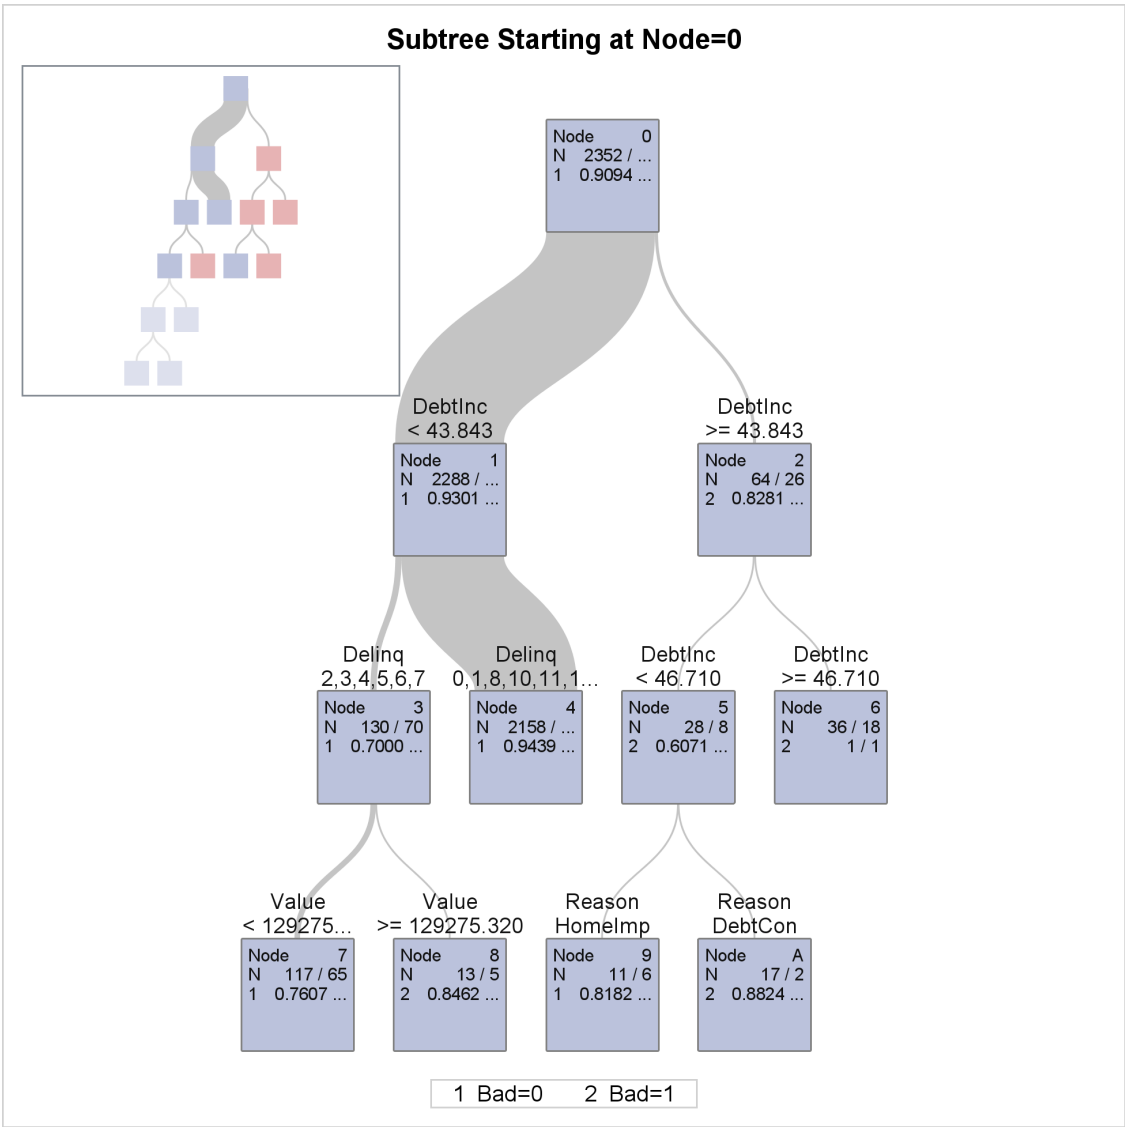 Subtree Starting at Node=0
Node 0
N 2352 / ...
1 0.9094 ...
DebtInc
< 43.843
DebtInc
>= 43.843
Node 1
N 2288 / ...
1 0.9301 ...
Node 2
N 64 / 26
2 0.8281 ...
Delinq
2,3,4,5,6,7
Delinq
0,1,8,10,11,1...
DebtInc
< 46.710
DebtInc
>= 46.710
Node 3
N 130 / 70
1 0.7000 ...
Node 4
N 2158 / ...
1 0.9439 ...
Node 5
N 28 / 8
2 0.6071 ...
Node 6
N 36 / 18
2 1 / 1
Value
< 129275...
Value
>= 129275.320
Reason
HomeImp
Reason
DebtCon
Node 7
N 117 / 65
1 0.7607 ...
Node 8
N 13 / 5
2 0.8462 ...
Node 9
N 11 / 6
1 0.8182 ...
Node A
N 17 / 2
2 0.8824 ...
1 Bad=0 2 Bad=1